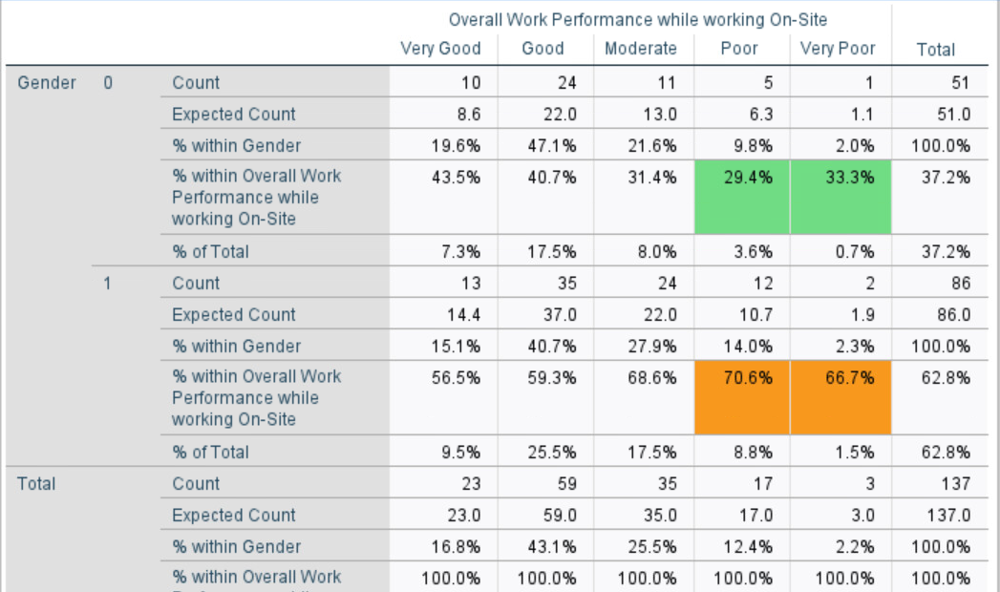 Overall Work Performance while working On-Site
Very Good Good Moderate Poor Very Poor Total
Gender 0 Count 10 24 11 5 1 51
Expected Count 8.6 22.0 13.0 6.3 1.1 51.0
% within Gender 19.6% 47.1% 21.6% 9.8% 2.0% 100.0%
% within Overall Work 43.5% 40.7% 31.4% 29.4% 33.3% 37.2%
Performance while
working On-Site
% of Total 7.3% 17.5% 8.0% 3.6% 0.7% 37.2%
1 Count 13 35 24 12 2 86
Expected Count 14.4 37.0 22.0 10.7 1.9 86.0
% within Gender 15.1% 40.7% 27.9% 14.0% 2.3% 100.0%
% within Overall Work 56.5% 59.3% 68.6% 70.6% 66.7% 62.8%
Performance while
working On-Site
% of Total 9.5% 25.5% 17.5% 8.8% 1.5% 62.8%
Total Count 23 59 35 17 3 137
Expected Count 23.0 59.0 35.0 17.0 3.0 137.0
% within Gender 16.8% 43.1% 25.5% 12.4% 2.2% 100.0%
% within Overall Work 100.0% 100.0% 100.0% 100.0% 100.0% 100.0%